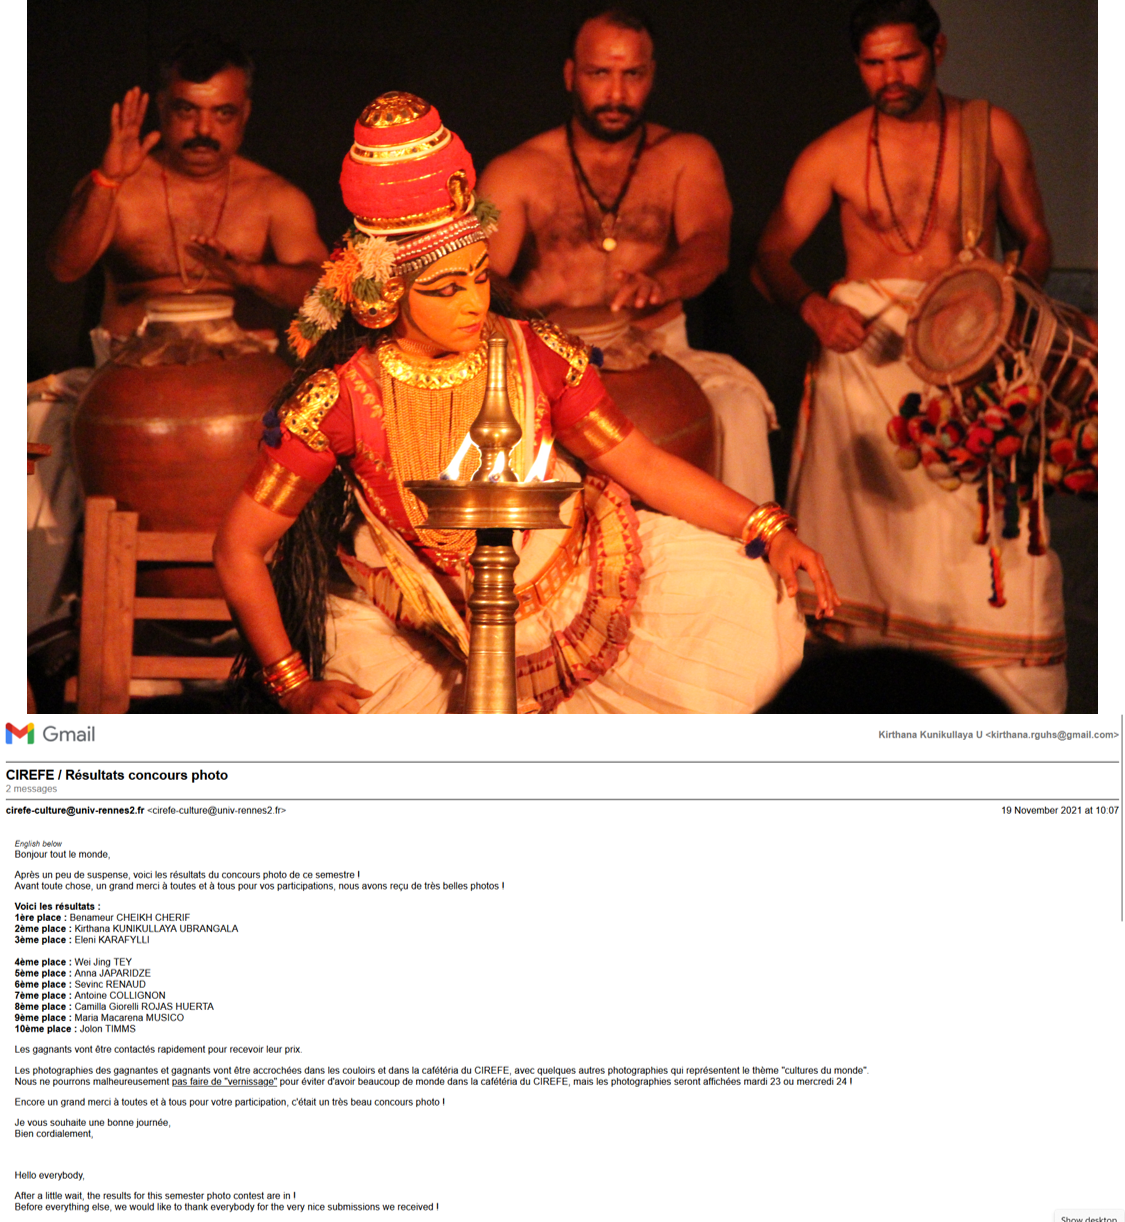 Gmail
Kirthana Kunikullaya U <kirthana.rguhs@gmail.com>
CIREFE / Résultats concours photo
2 messages
cirefe-culture@univ-rennes2.fr <cirefe-culture@univ-rennes2.fr>
19 November 2021 at 10:07
English below
Bonjour tout le monde,
Après un peu de suspense, voici les résultats du concours photo de ce semestre !
Avant toute chose, un grand merci à toutes et à tous pour vos participations, nous avons reçu de très belles photos !
Voici les résultats :
1ère place : Benameur CHEIKH CHERIF
2ème place : Kirthana KUNIKULLAYA UBRANGALA
3ème place : Eleni KARAFYLLI
4ème place : Wei Jing TEY
5ème place : Anna JAPARIDZE
6ème place : Sevinc RENAUD
7ème place : Antoine COLLIGNON
8ème place : Camilla Giorelli ROJAS HUERTA
9ème place : Maria Macarena MUSICO
10ème place : Jolon TIMMS
Les gagnants vont être contactés rapidement pour recevoir leur prix.
Les photographies des gagnantes et gagnants vont être accrochées dans les couloirs et dans la cafétéria du CIREFE, avec quelques autres photographies qui représentent le thème "cultures du monde".
Nous ne pourrons malheureusement pas faire de "vernissage" pour éviter d'avoir beaucoup de monde dans la cafétéria du CIREFE, mais les photographies seront affichées mardi 23 ou mercredi 24 !
Encore un grand merci à toutes et à tous pour votre participation, c'était un très beau concours photo !
Je vous souhaite une bonne journée,
Bien cordialement,
Hello everybody,
After a little wait, the results for this semester photo contest are in !
Before everything else, we would like to thank everybody for the very nice submissions we received !
Show desktop